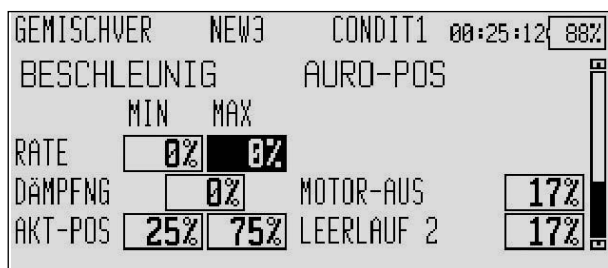 GEMISCHVER NEW3 CONDIT1 00:25:12 88%
BESCHLEUNIG AURO-POS
MIN MAX
RATE 0% 0%
DÄMPFNG 0% MOTOR-AUS 17%
AKT-POS 25% 75% LEERLAUF 2 17%